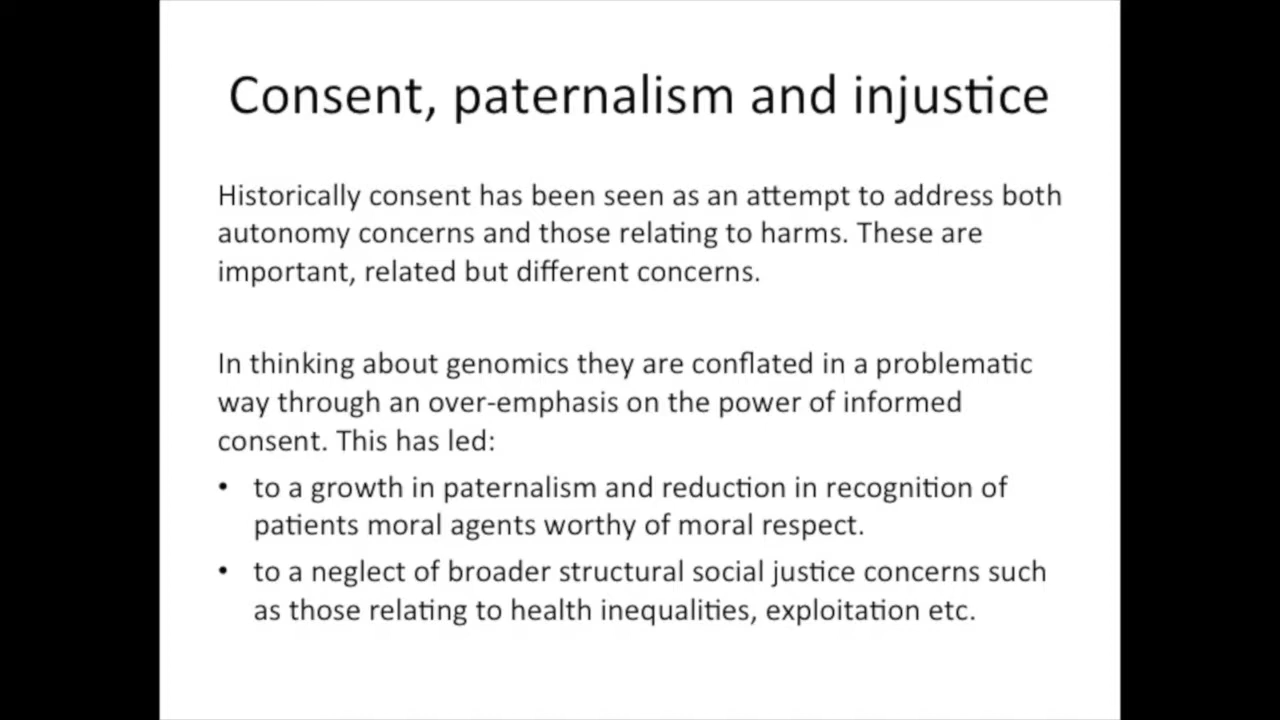 Consent, paternalism and injustice
Historically consent has been seen as an attempt to address both
autonomy concerns and those relating to harms. These are
important, related but different concerns.
In thinking about genomics they are conflated in a problematic
way through an over-emphasis on the power of informed
consent. This has led:
• to a growth in paternalism and reduction in recognition of
patients moral agents worthy of moral respect.
• to a neglect of broader structural social justice concerns such
as those relating to health inequalities, exploitation etc.